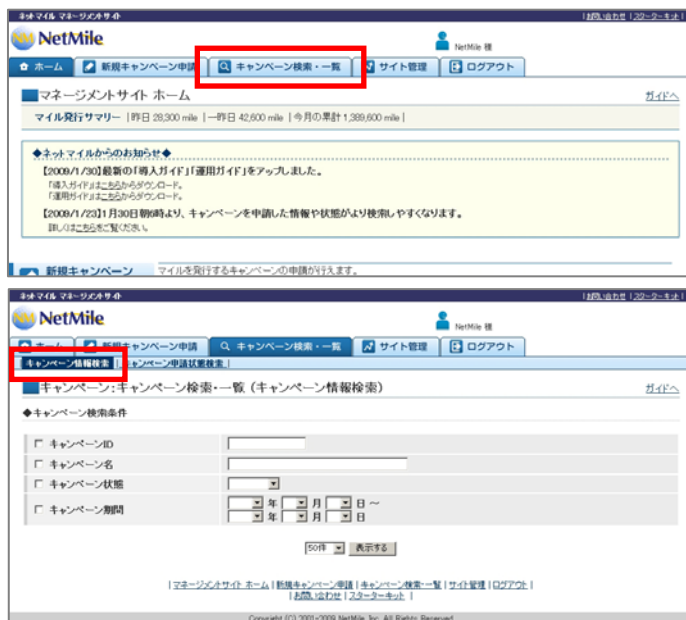 ネットマイル マネージメントサイト
|お問い合わせ|スターターキット|
NetMile
NetMile 様
ホーム 新規キャンペーン申請 キャンペーン検索・一覧 サイト管理 ログアウト
マネージメントサイト ホーム ガイドへ
マイル発行サマリー |昨日 28,300 mile |一昨日 42,600 mile |今月の累計 1,389,600 mile|
◆ネットマイルからのお知らせ◆
【2009/1/30】最新の「導入ガイド」「運用ガイド」をアップしました。
「導入ガイド」はこちらからダウンロード。
「運用ガイド」はこちらからダウンロード。
【2009/1/23】1月30日朝6時より、キャンペーンを申請した情報や状態がより検索しやすくなります。
詳しくはこちらをご覧ください。
新規キャンペーン マイルを発行するキャンペーンの申請が行えます。
ネットマイル マネージメントサイト
|お問い合わせ|スターターキット|
NetMile
NetMile 様
ホーム 新規キャンペーン申請 キャンペーン検索・一覧 サイト管理 ログアウト
キャンペーン情報検索 | キャンペーン申請状態検索 |
キャンペーン:キャンペーン検索・一覧 (キャンペーン情報検索) ガイドへ
◆キャンペーン検索条件
キャンペーンID
キャンペーン名
キャンペーン状態
キャンペーン期間 年 月 日 ~
年 月 日
50件 表示する
|マネージメントサイト ホーム|新規キャンペーン申請|キャンペーン検索・一覧|サイト管理|ログアウト|
|お問い合わせ|スターターキット|
Copyright (C) 2001-2009 NetMile Inc. All Rights Reserved.